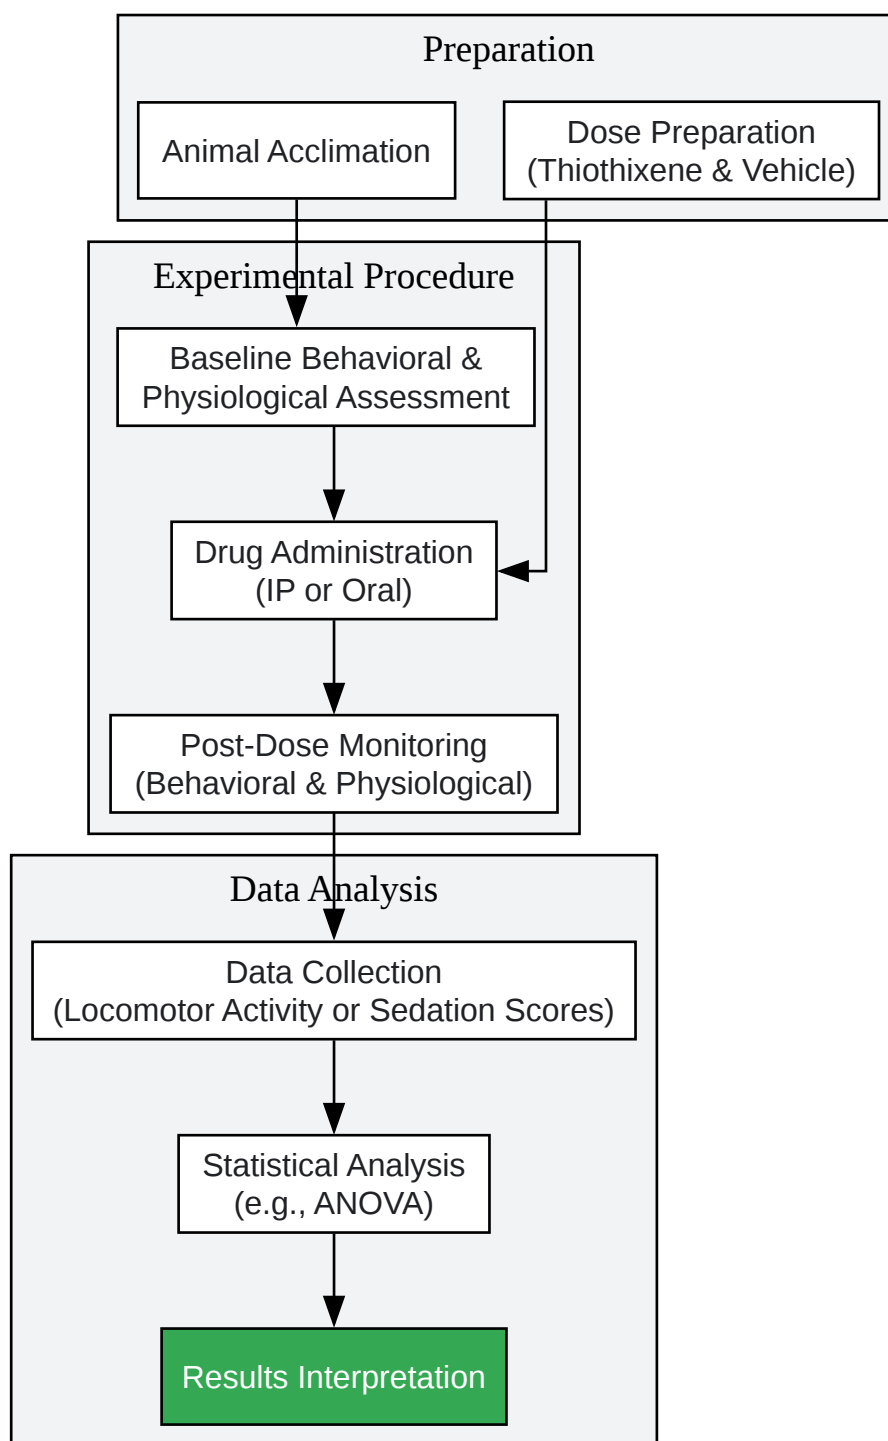 Preparation
Animal Acclimation
Dose Preparation
(Thiothixene & Vehicle)
Experimental Procedure
Baseline Behavioral &
Physiological Assessment
Drug Administration
(IP or Oral)
Post-Dose Monitoring
(Behavioral & Physiological)
Data Analysis
Data Collection
(Locomotor Activity or Sedation Scores)
Statistical Analysis
(e.g., ANOVA)
Results Interpretation